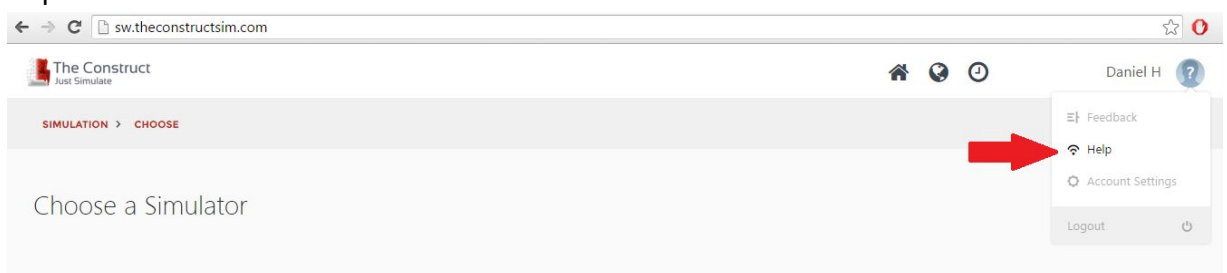 sw.theconstructsim.com
The Construct
Just Simulate
Daniel H
?
SIMULATION > CHOOSE
Feedback
Help
Account Settings
Logout
Choose a Simulator